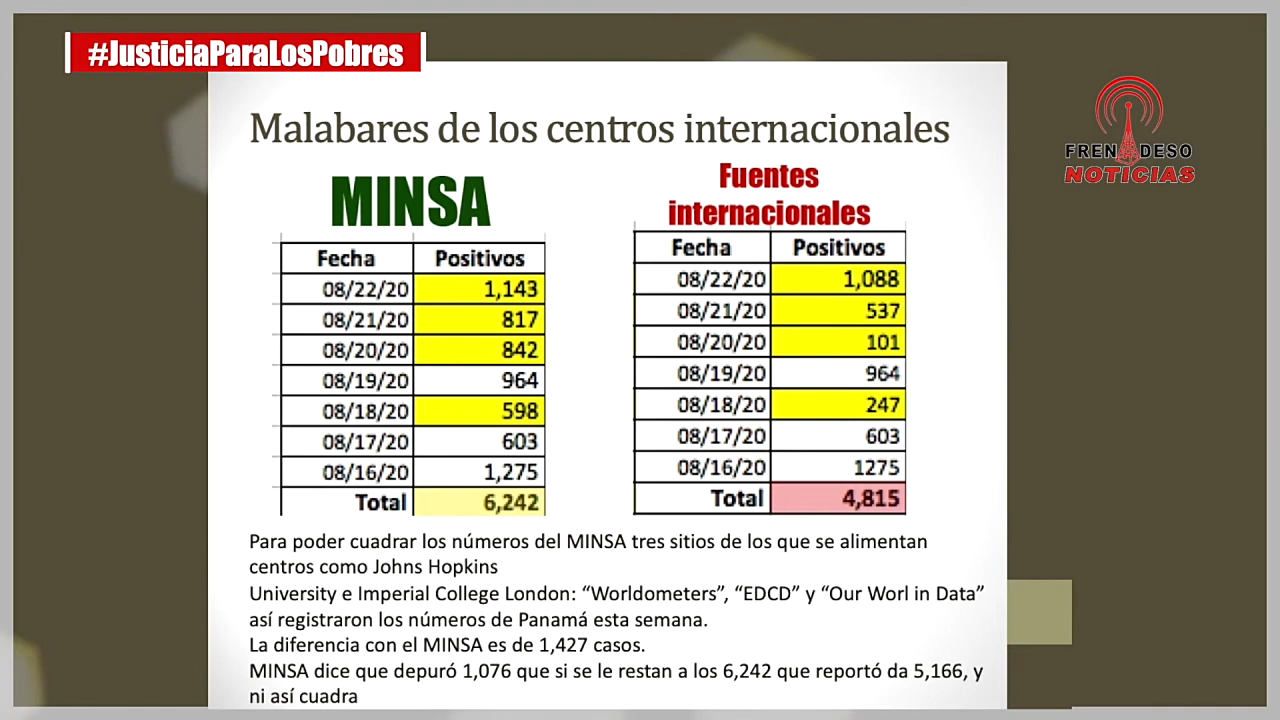 #JusticiaParaLosPobres
Malabares de los centros internacionales
FRENADESO
NOTICIAS
MINSA
Fecha Positivos
08/22/20 1,143
08/21/20 817
08/20/20 842
08/19/20 964
08/18/20 598
08/17/20 603
08/16/20 1,275
Total 6,242
Fuentes
internacionales
Fecha Positivos
08/22/20 1,088
08/21/20 537
08/20/20 101
08/19/20 964
08/18/20 247
08/17/20 603
08/16/20 1275
Total 4,815
Para poder cuadrar los números del MINSA tres sitios de los que se alimentan
centros como Johns Hopkins
University e Imperial College London: “Worldometers”, “EDCD” y “Our Worl in Data”
así registraron los números de Panamá esta semana.
La diferencia con el MINSA es de 1,427 casos.
MINSA dice que depuró 1,076 que si se le restan a los 6,242 que reportó da 5,166, y
ni así cuadra